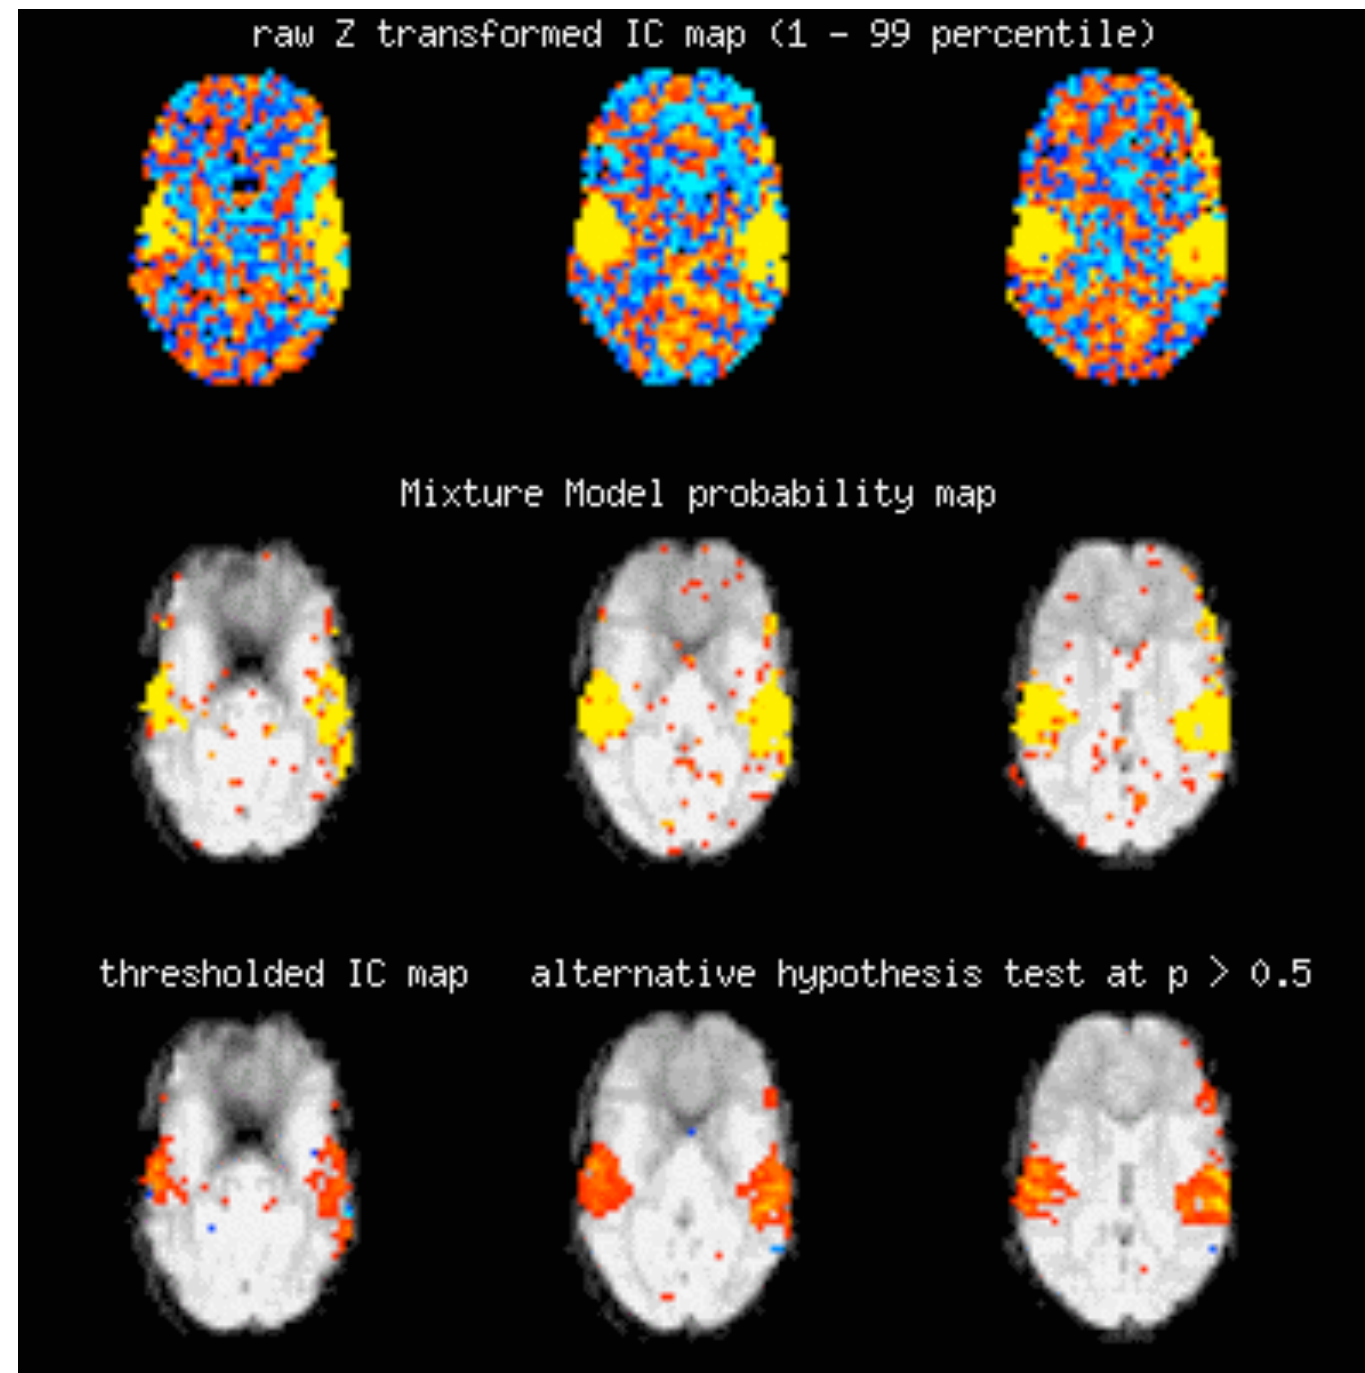 raw Z transformed IC map (1 - 99 percentile)
Mixture Model probability map
thresholded IC map alternative hypothesis test at p > 0.5